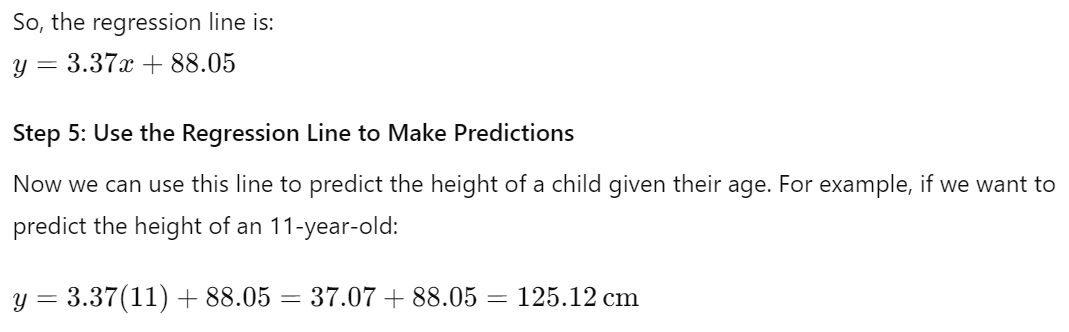 So, the regression line is:
y = 3.37x + 88.05
Step 5: Use the Regression Line to Make Predictions
Now we can use this line to predict the height of a child given their age. For example, if we want to
predict the height of an 11-year-old:
y = 3.37(11) + 88.05 = 37.07 + 88.05 = 125.12 cm